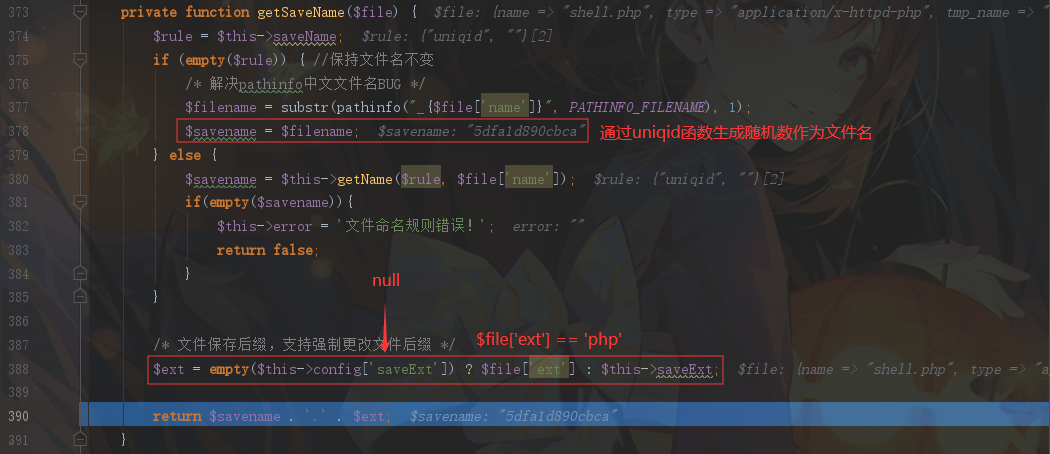 373 private function getSaveName($file) { $file: {name => "shell.php", type => "application/x-httpd-php", tmp_name => "
374 $rule = $this->saveName; $rule: {"uniqid", ""}[2]
375 if (empty($rule)) { //保持文件名不变
376 /* 解决pathinfo中文文件名BUG */
377 $filename = substr(pathinfo("_{$file['name']}", PATHINFO_FILENAME), 1);
378 $savename = $filename; $savename: "5dfa1d890cbca" 通过uniqid函数生成随机数作为文件名
379 } else {
380 $savename = $this->getName($rule, $file['name']); $rule: {"uniqid", ""}[2]
381 if(empty($savename)){
382 $this->error = '文件命名规则错误!'; error: ""
383 return false;
null
384 }
385 }
386
387 /* 文件保存后缀,支持强制更改文件后缀 */ $file['ext'] == 'php'
388 $ext = empty($this->config['saveExt']) ? $file['ext'] : $this->saveExt; $file: {name => "shell.php", type => "a
389
390 return $savename . '.' . $ext; $savename: "5dfa1d890cbca"
391 }